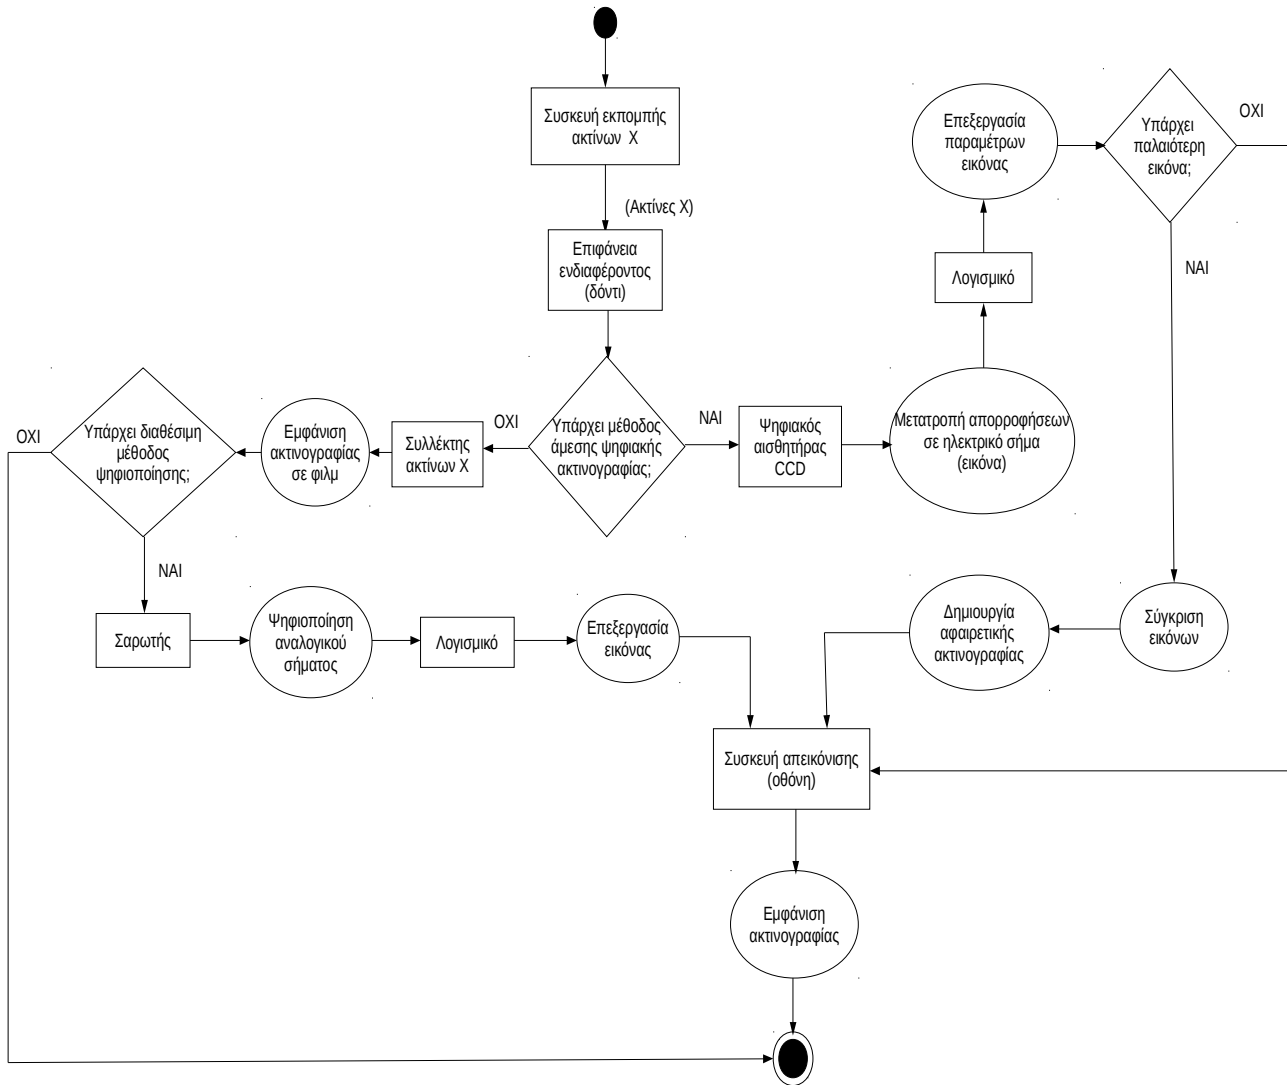 Συσκευή εκπομπής
ακτίνων Χ
(Ακτίνες Χ)
Επιφάνεια
ενδιαφέροντος
(δόντι)
Υπάρχει μέθοδος
άμεσης ψηφιακής
ακτινογραφίας;
ΝΑΙ
Ψηφιακός
αισθητήρας
CCD
Μετατροπή απορροφήσεων
σε ηλεκτρικό σήμα
(εικόνα)
Λογισμικό
Επεξεργασία
παραμέτρων
εικόνας
Υπάρχει
παλαιότερη
εικόνα;
ΟΧΙ
ΝΑΙ
Σύγκριση
εικόνων
Δημιουργία
αφαιρετικής
ακτινογραφίας
ΟΧΙ
Συλλέκτης
ακτίνων Χ
Εμφάνιση
ακτινογραφίας
σε φιλμ
Υπάρχει διαθέσιμη
μέθοδος
ψηφιοποίησης;
ΟΧΙ
ΝΑΙ
Σαρωτής
Ψηφιοποίηση
αναλογικού
σήματος
Λογισμικό
Επεξεργασία
εικόνας
Συσκευή απεικόνισης
(οθόνη)
Εμφάνιση
ακτινογραφίας